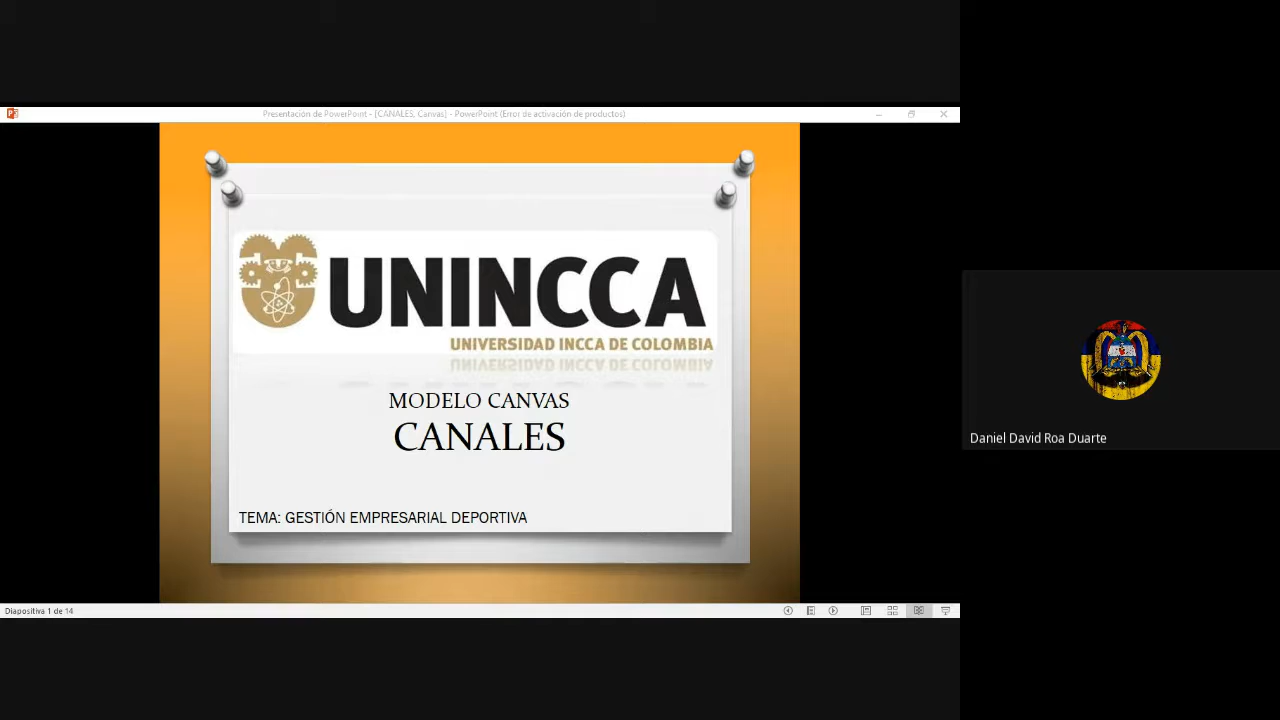 Presentación de PowerPoint - [CANALES, Canvas] - PowerPoint (Error de activación de productos)
UNINCCA
UNIVERSIDAD INCCA DE COLOMBIA
MODELO CANVAS
CANALES
TEMA: GESTIÓN EMPRESARIAL DEPORTIVA
Daniel David Roa Duarte
Diapositiva 1 de 14